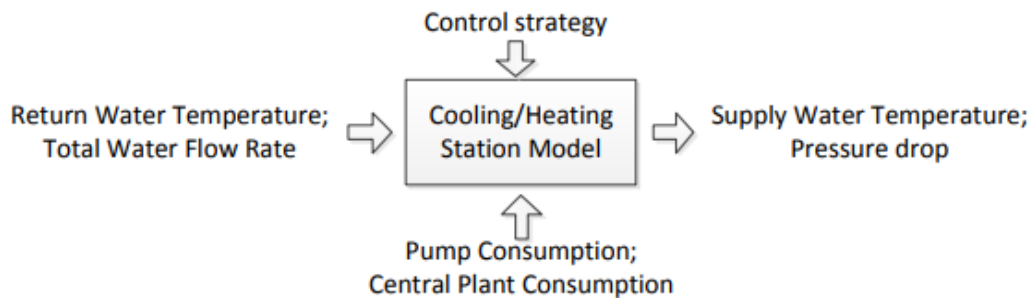 Control strategy
Return Water Temperature;
Total Water Flow Rate
Cooling/Heating
Station Model
Supply Water Temperature;
Pressure drop
Pump Consumption;
Central Plant Consumption